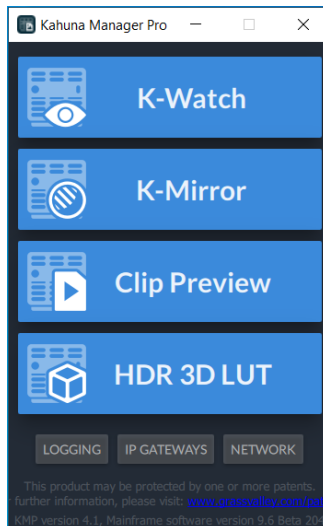 Kahuna Manager Pro
K-Watch
K-Mirror
Clip Preview
HDR 3D LUT
LOGGING IP GATEWAYS NETWORK
This product may be protected by one or more patents.
further information, please visit: www.grassvalley.com/pat
KMP version 4.1, Mainframe software version 9.6 Beta